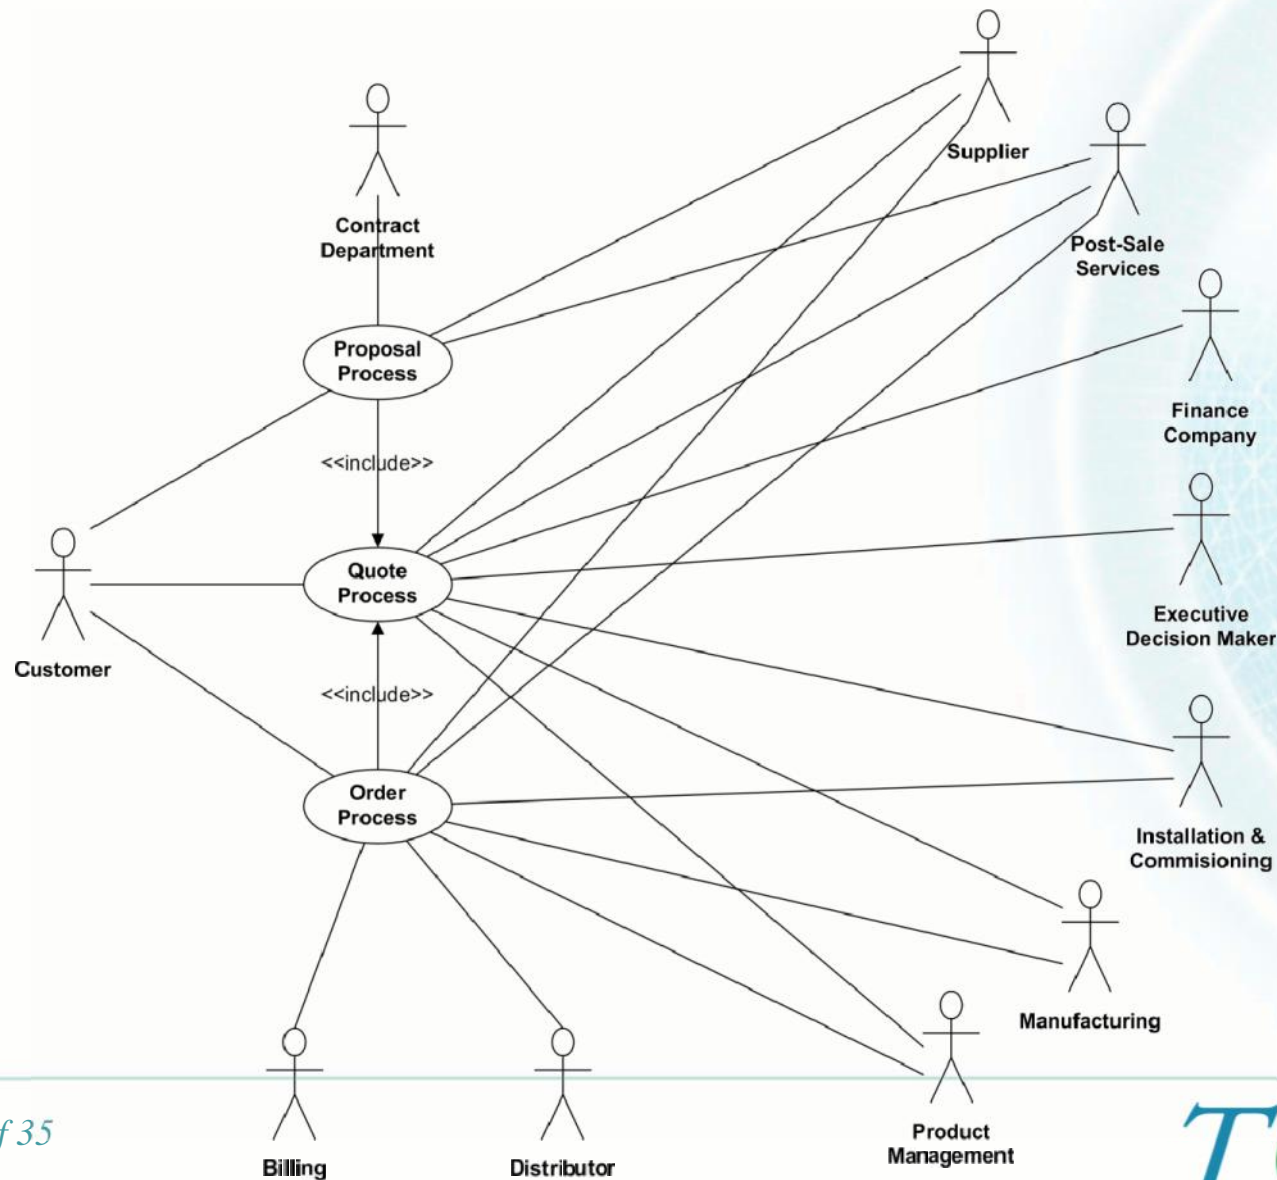 Supplier
Contract
Department
Post-Sale
Services
Proposal
Process
Finance
Company
<<include>>
Quote
Process
Executive
Decision Maker
Customer
<<include>>
Order
Process
Installation &
Commisioning
Manufacturing
Product
Management
Billing
Distributor
f 35
T